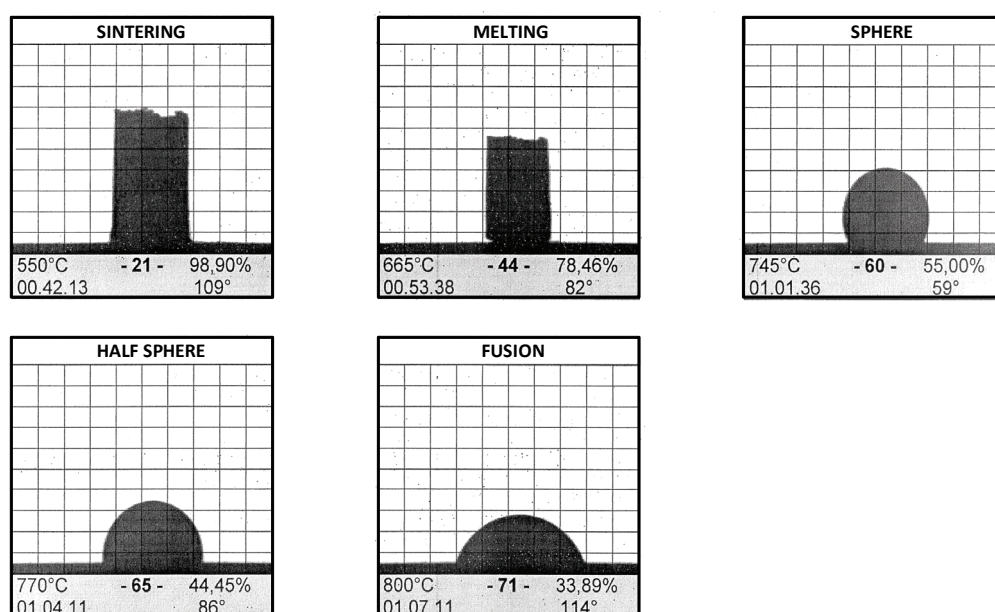 SINTERING
550°C - 21 - 98,90%
00.42.13 109°
MELTING
665°C - 44 - 78,46%
00.53.38 82°
SPHERE
745°C - 60 - 55,00%
01.01.36 59°
HALF SPHERE
770°C - 65 - 44,45%
01.04.11 86°
FUSION
800°C - 71 - 33,89%
01.07.11 114°